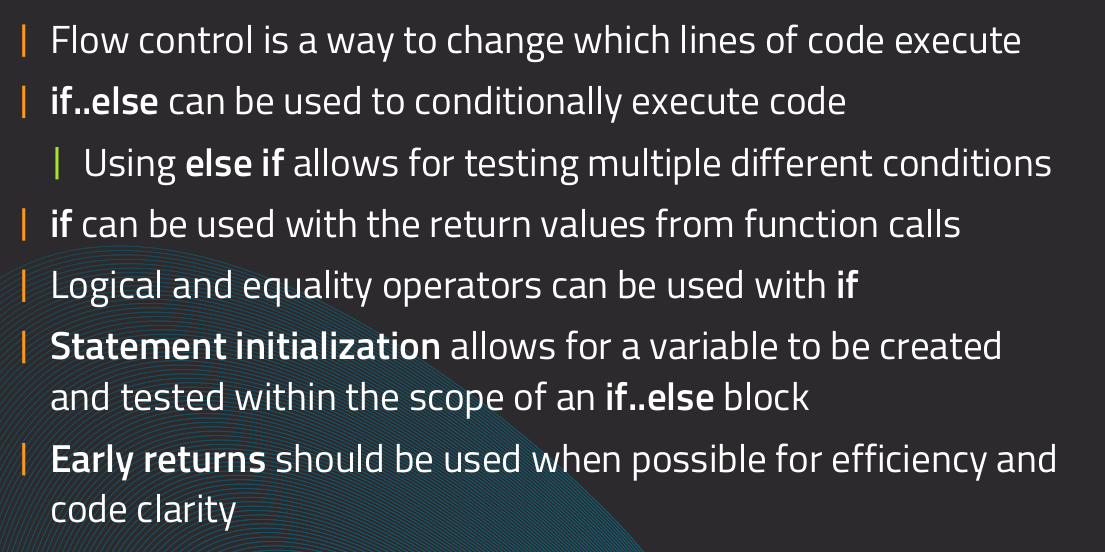 Flow control is a way to change which lines of code execute
if..else can be used to conditionally execute code
Using else if allows for testing multiple different conditions
if can be used with the return values from function calls
Logical and equality operators can be used with if
Statement initialization allows for a variable to be created
and tested within the scope of an if..else block
Early returns should be used when possible for efficiency and
code clarity